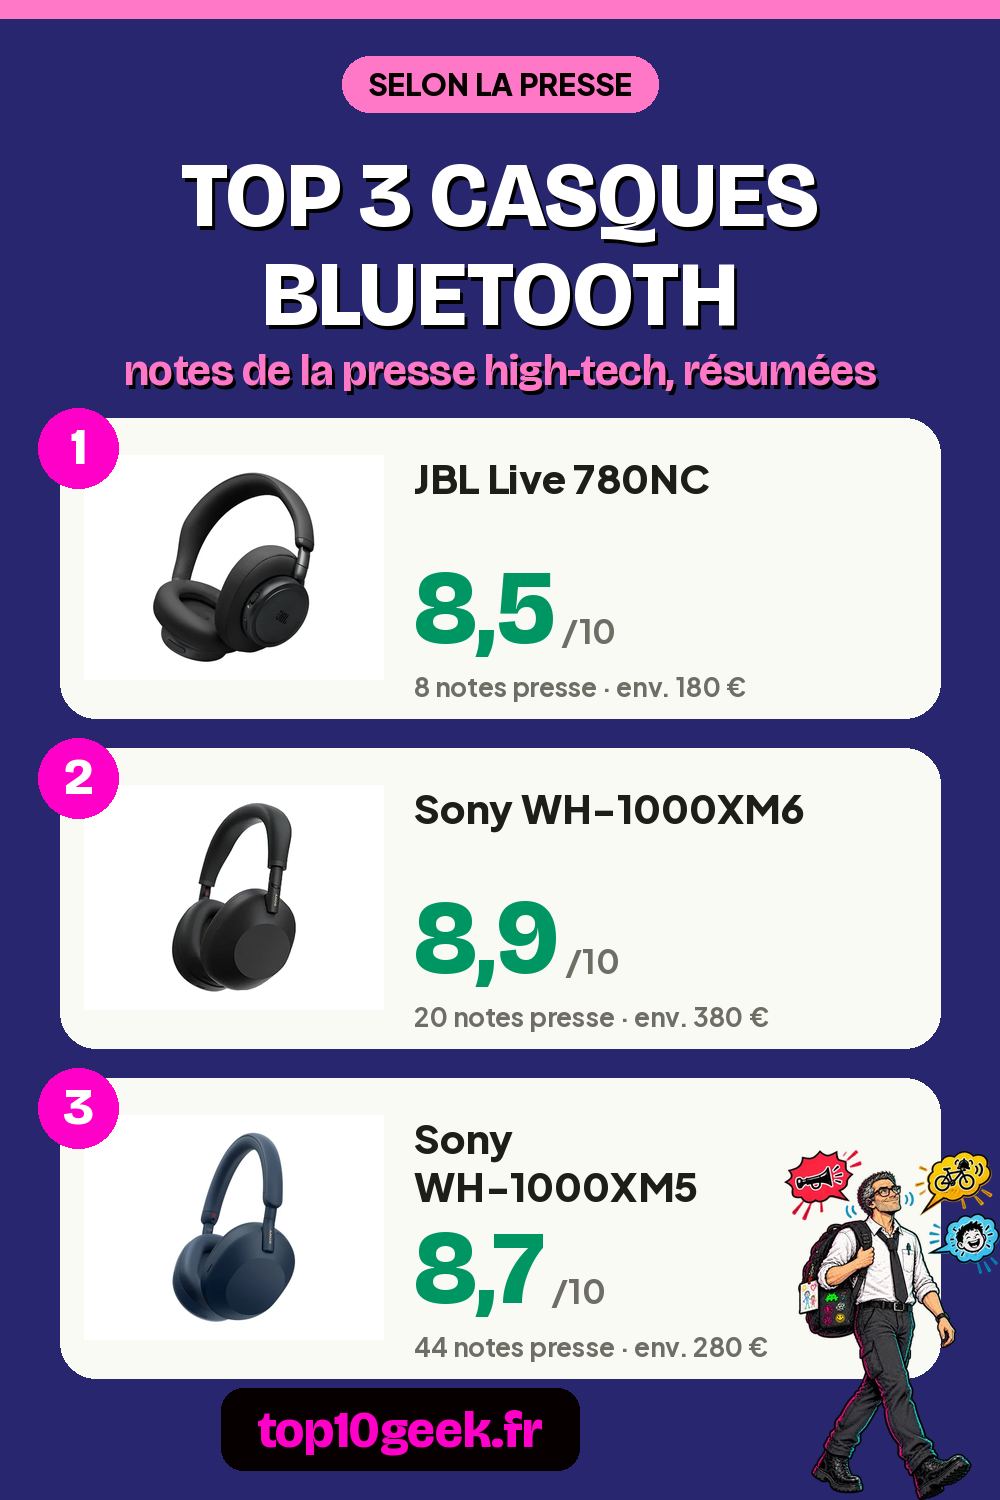 SELON LA PRESSE
TOP 3 CASQUES
BLUETOOTH
notes de la presse high-tech, résumées
1
JBL Live 780NC
JBL
8,5 /10
8 notes presse · env. 180 €
2
Sony WH-1000XM6
8,9 /10
20 notes presse · env. 380 €
3
Sony
WH-1000XM5
8,7 /10
44 notes presse · env. 280 €
top10geek.fr